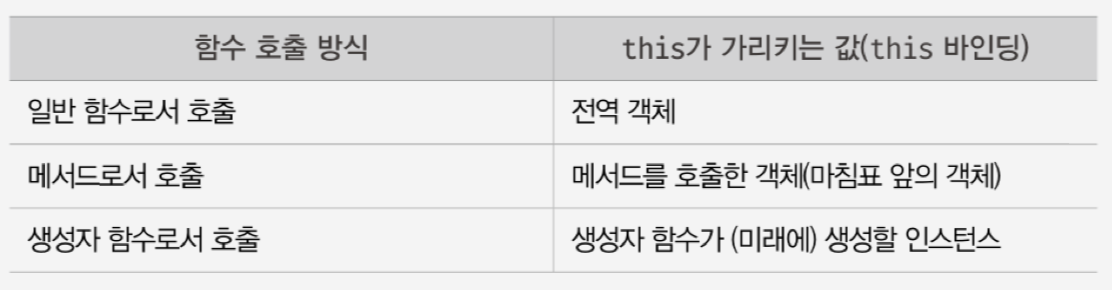 함수 호출 방식
this가 가리키는 값(this 바인딩)
일반 함수로서 호출
전역 객체
메서드로서 호출
메서드를 호출한 객체(마침표 앞의 객체)
생성자 함수로서 호출
생성자 함수가 (미래에) 생성할 인스턴스